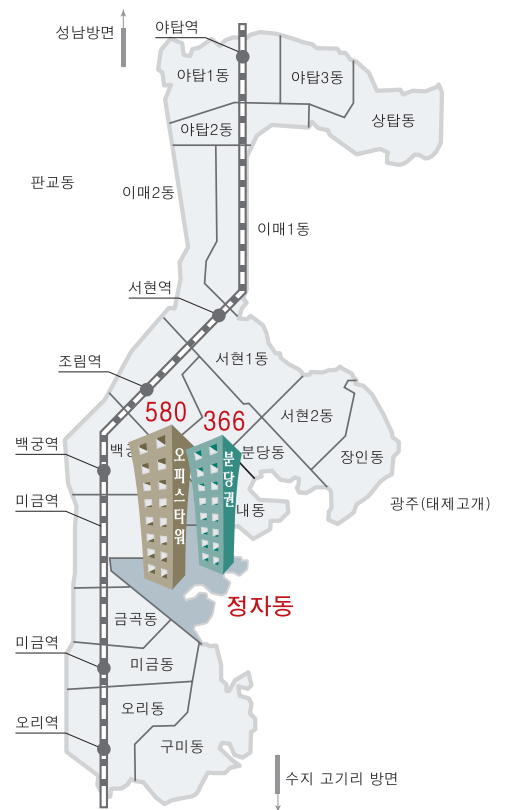 성남방면
야탑역
야탑1동
야탑3동
상탑동
야탑2동
판교동
이매2동
이매1동
서현역
서현1동
조림역
580
366
서현2동
백궁역
백궁
분당동
장인동
오피스타워
분당권
미금역
내동
광주(태제고개)
정자동
금곡동
미금역
미금동
오리역
오리동
구미동
수지 고기리 방면